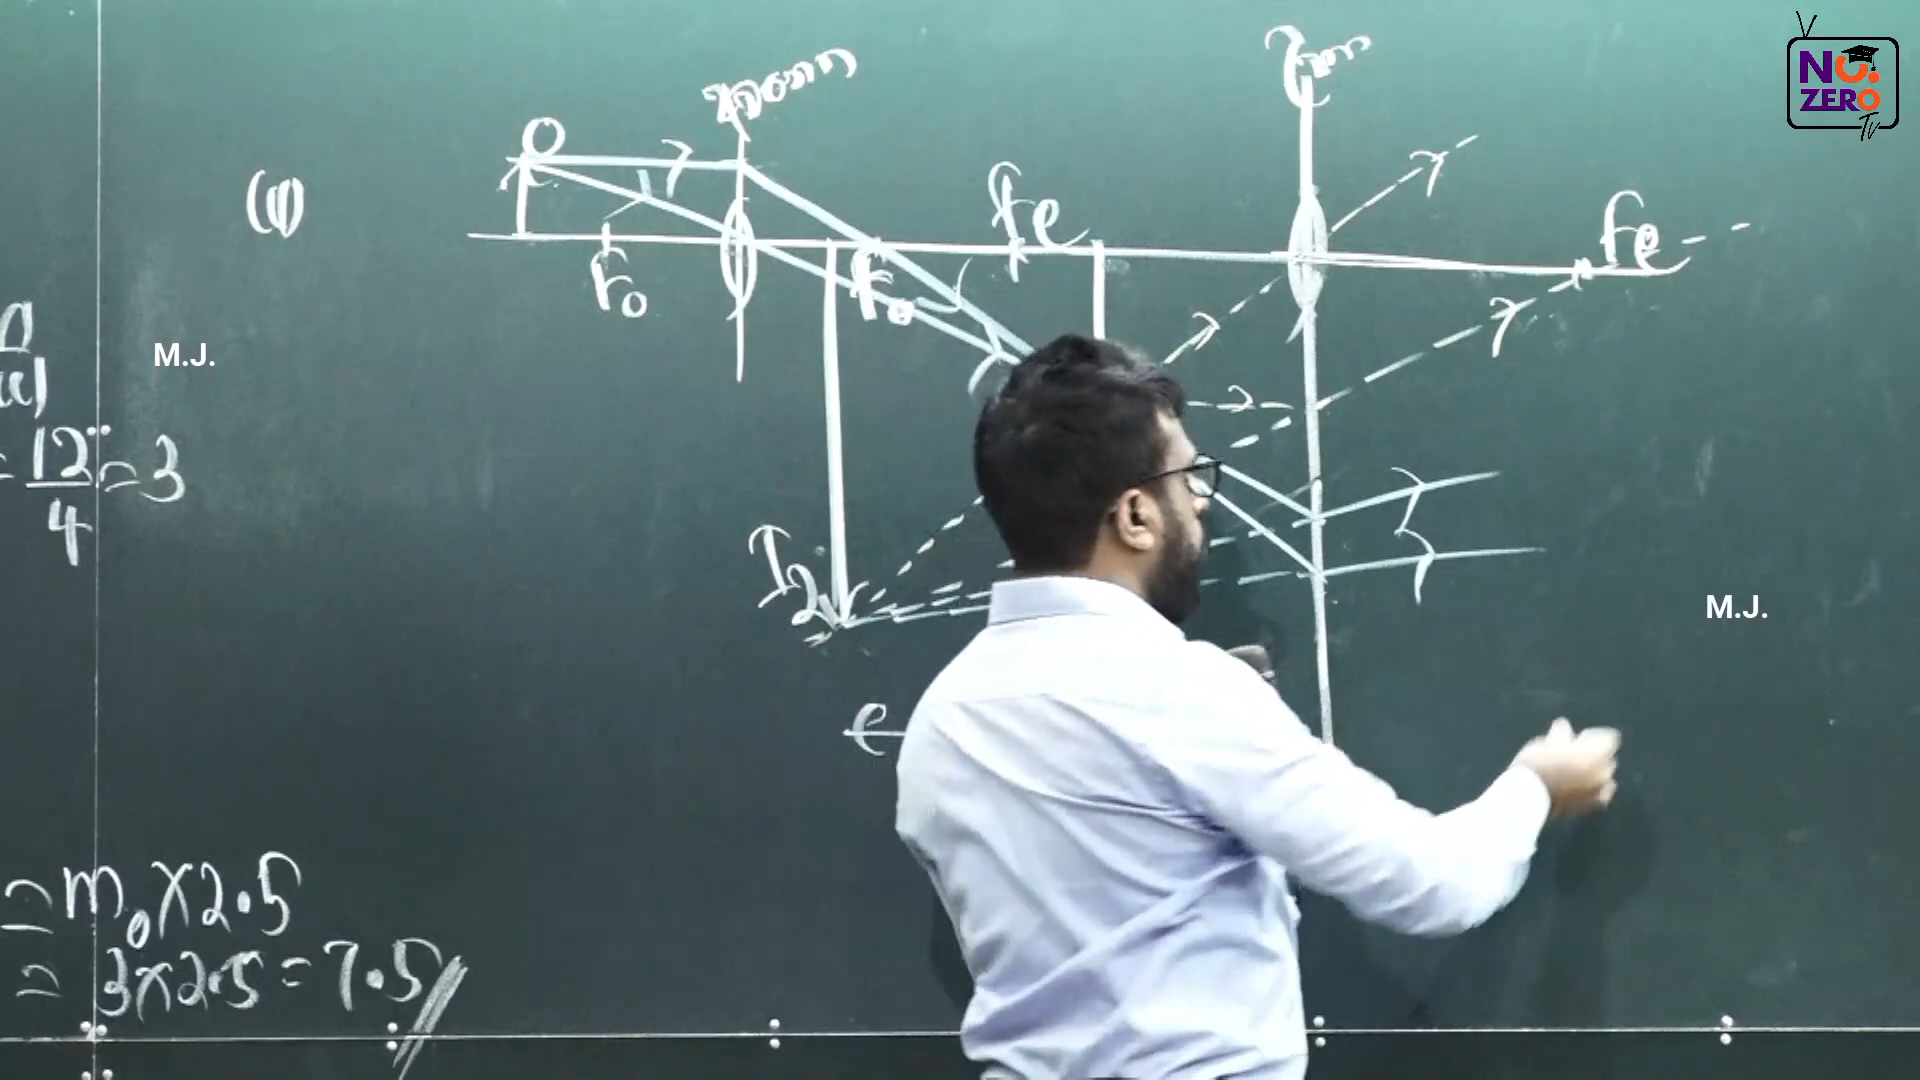 NO.
ZERO
Tv
O
(ii)
fe
fe
fo
fo
M.J.
= 12/4 = 3
I2
M.J.
e
= mo × 2.5
= 3 × 2.5 = 7.5 //